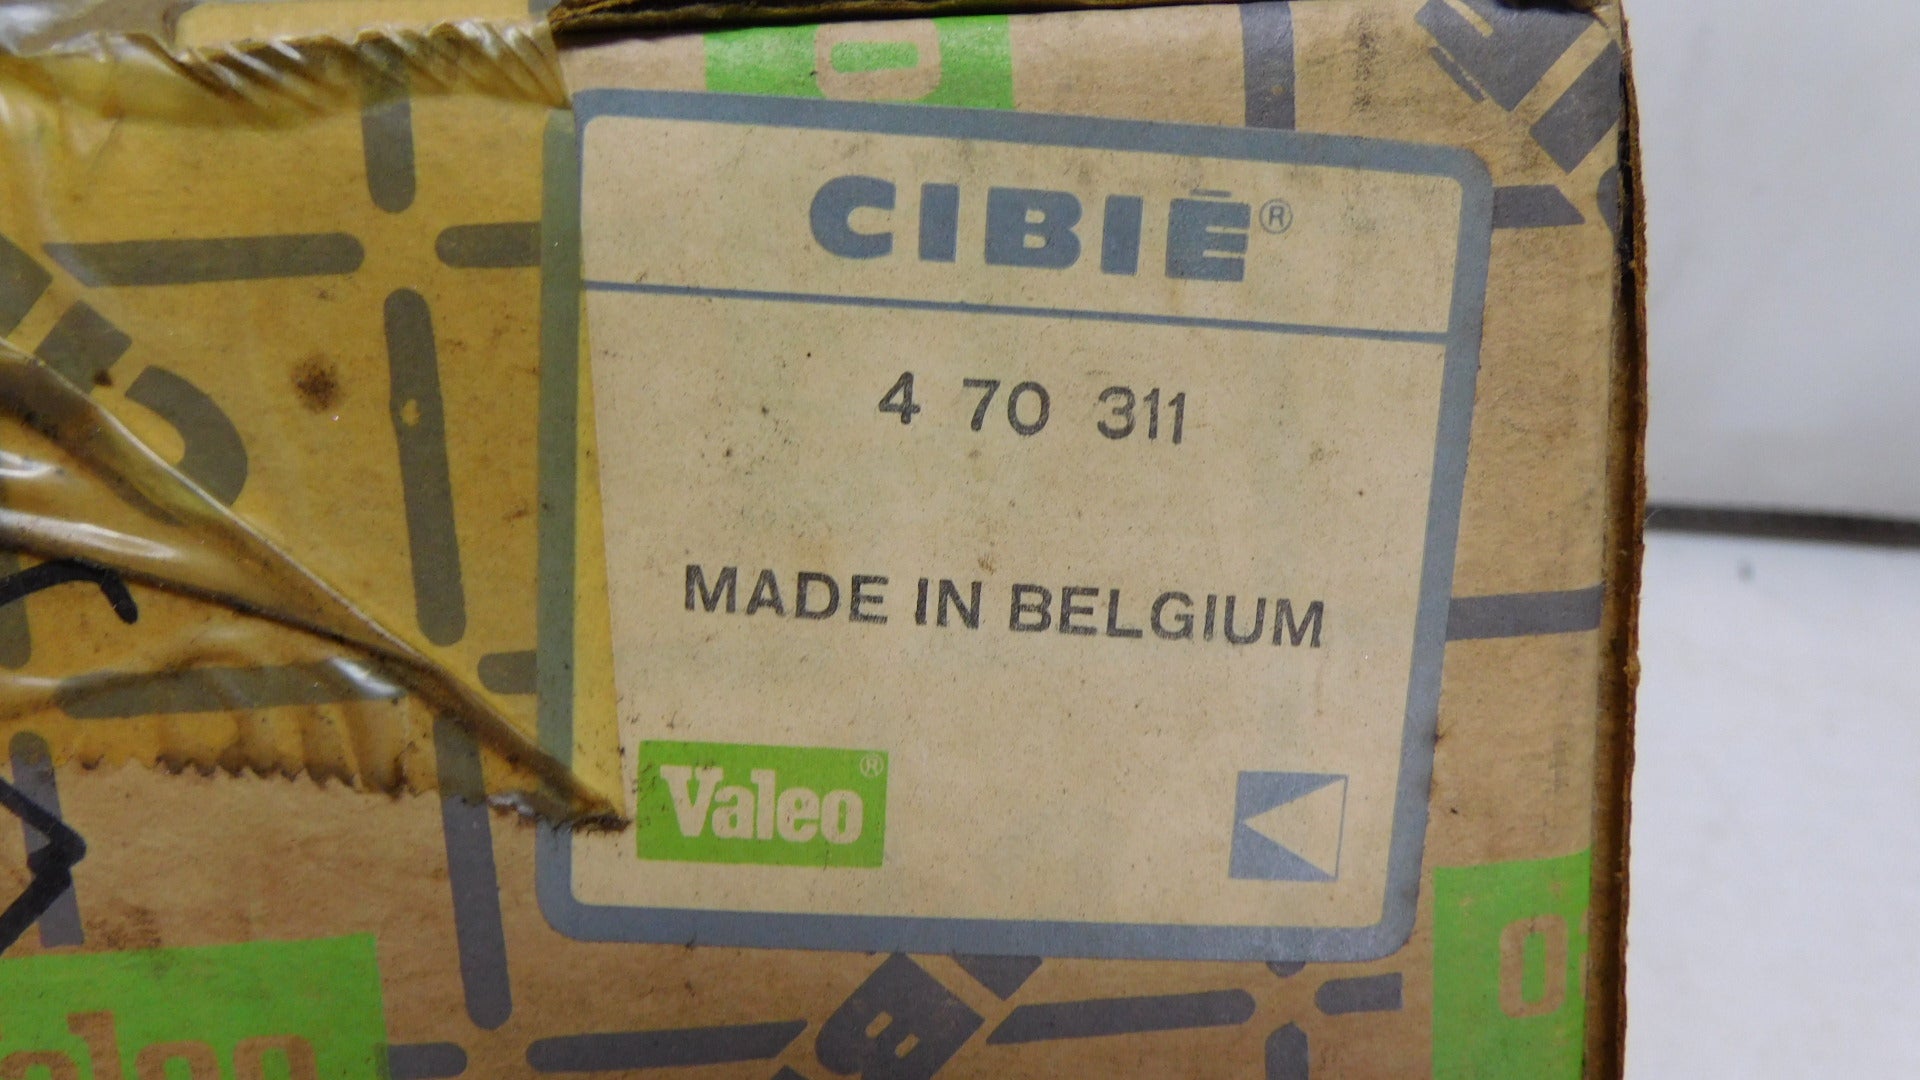 CIBIÉ®
4 70 311
MADE IN BELGIUM
Valeo®